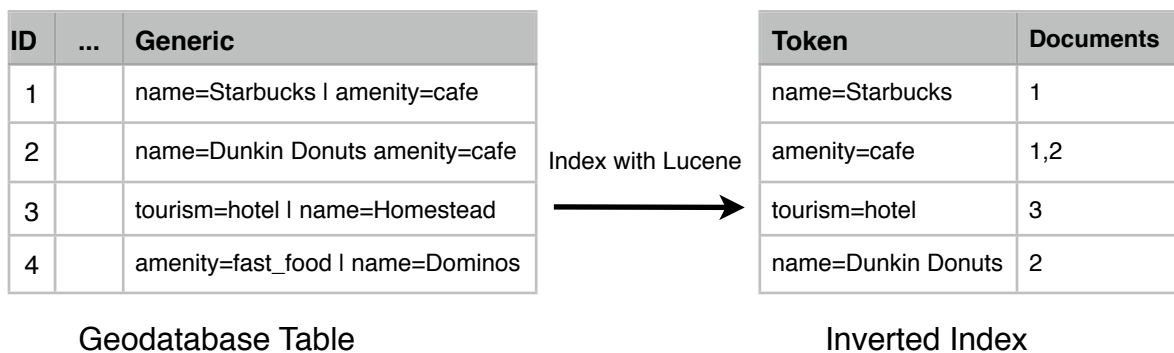 ID ... Generic
1 name=Starbucks | amenity=cafe
2 name=Dunkin Donuts amenity=cafe
3 tourism=hotel | name=Homestead
4 amenity=fast_food | name=Dominos
Geodatabase Table
Index with Lucene
Token Documents
name=Starbucks 1
amenity=cafe 1,2
tourism=hotel 3
name=Dunkin Donuts 2
Inverted Index